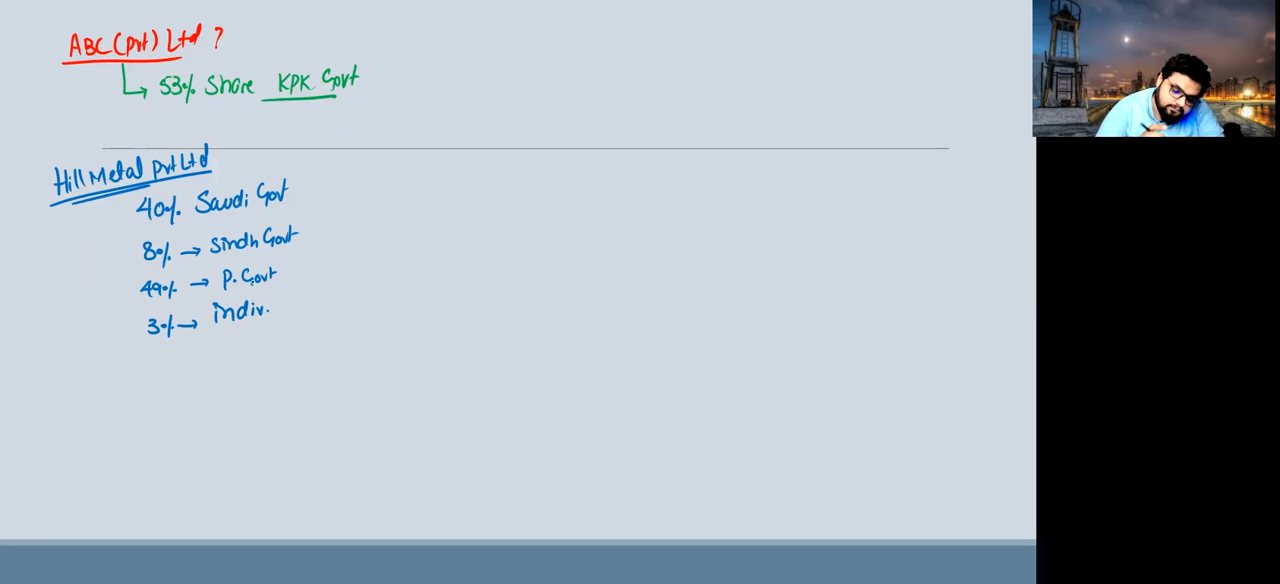 ABC (Pvt) Ltd ?
↳ 53% Share KPK Govt
Hill Metal Pvt Ltd
40% Saudi Govt
8% → Sindh Govt
49% → P. Govt
3% → indiv.